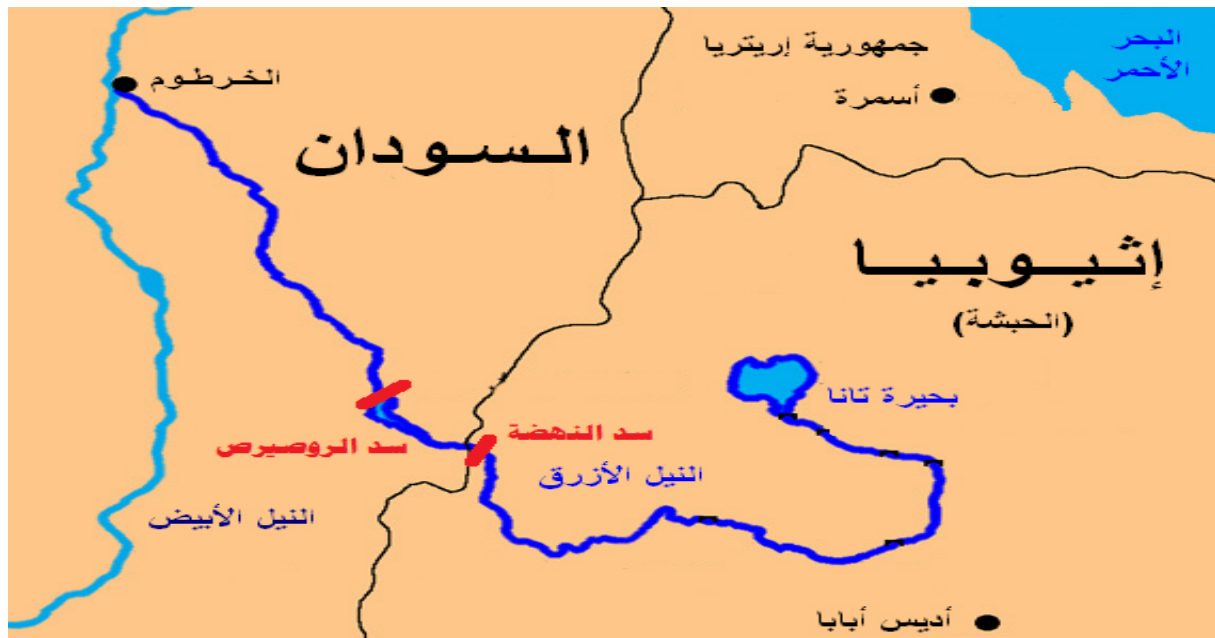 البحر
الأحمر
جمهورية إريتريا
أسمرة
الخرطوم
السودان
إثيوبيا
(الحبشة)
بحيرة تانا
سد النهضة
سد الروصيرص
النيل الأزرق
النيل الأبيض
أديس أبابا